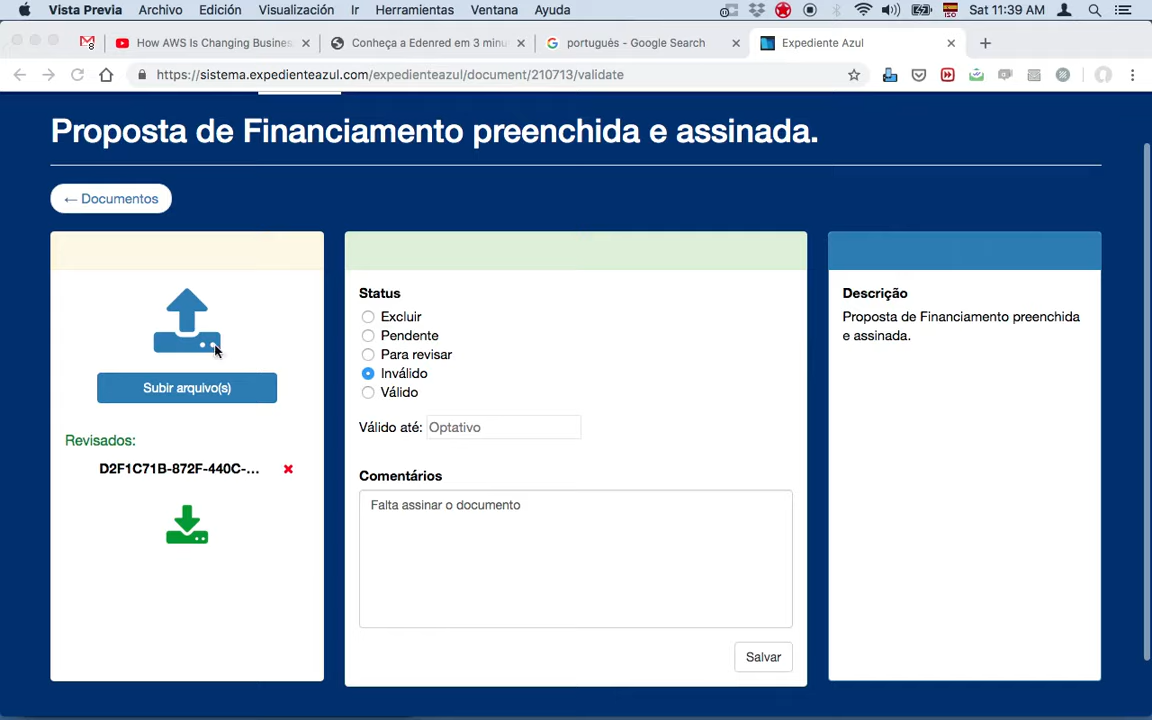 Vista Previa Archivo Edición Visualización Ir Herramientas Ventana Ayuda ISO Sat 11:39 AM
8 How AWS Is Changing Busines Conheça a Edenred em 3 minu português - Google Search Expediente Azul
https://sistema.expedienteazul.com/expedienteazul/document/210713/validate
Proposta de Financiamento preenchida e assinada.
← Documentos
Subir arquivo(s)
Revisados:
D2F1C71B-872F-440C-...
Status
Excluir
Pendente
Para revisar
Inválido
Válido
Válido até: Optativo
Comentários
Falta assinar o documento
Salvar
Descrição
Proposta de Financiamento preenchida
e assinada.